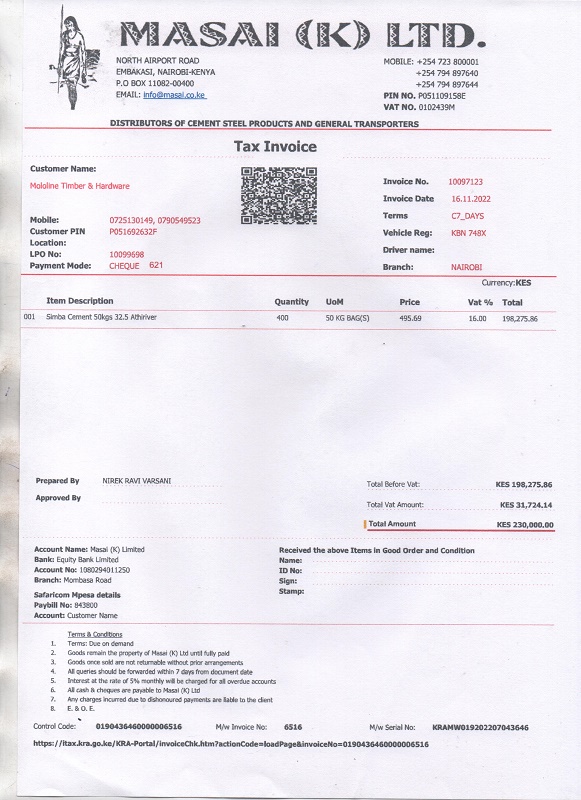 MASAI (K) LTD.
NORTH AIRPORT ROAD
EMBAKASI, NAIROBI-KENYA
P.O BOX 11082-00400
EMAIL: info@masai.co.ke
MOBILE: +254 723 800001
+254 794 897640
+254 794 897644
PIN NO. P051109158E
VAT NO. 0102439M
DISTRIBUTORS OF CEMENT STEEL PRODUCTS AND GENERAL TRANSPORTERS
Tax Invoice
Customer Name:
Mololine Timber & Hardware
Mobile: 0725130149, 0790549523
Customer PIN P051692632F
Location:
LPO No: 10099698
Payment Mode: CHEQUE 621
Invoice No. 10097123
Invoice Date 16.11.2022
Terms C7_DAYS
Vehicle Reg: KBN 748X
Driver name:
Branch: NAIROBI
Currency:KES
Item Description Quantity UoM Price Vat % Total
001 Simba Cement 50kgs 32.5 Athiriver 400 50 KG BAG(S) 495.69 16.00 198,275.86
Prepared By NIREK RAVI VARSANI
Approved By
Total Before Vat: KES 198,275.86
Total Vat Amount: KES 31,724.14
Total Amount KES 230,000.00
Account Name: Masai (K) Limited
Bank: Equity Bank Limited
Account No: 1080294011250
Branch: Mombasa Road
Safaricom Mpesa details
Paybill No: 843800
Account: Customer Name
Received the above Items in Good Order and Condition
Name:
ID No:
Sign:
Stamp:
Terms & Conditions
1. Terms: Due on demand
2. Goods remain the property of Masai (K) Ltd until fully paid
3. Goods once sold are not returnable without prior arrangements
4. All queries should be forwarded within 7 days from document date
5. Interest at the rate of 5% monthly will be charged for all overdue accounts
6. All cash & cheques are payable to Masai (K) Ltd
7. Any charges incurred due to dishonoured payments are liable to the client
8. E. & O. E.
Control Code: 0190436460000006516 M/w Invoice No: 6516 M/w Serial No: KRAMW019202207043646
https://itax.kra.go.ke/KRA-Portal/invoiceChk.htm?actionCode=loadPage&invoiceNo=0190436460000006516